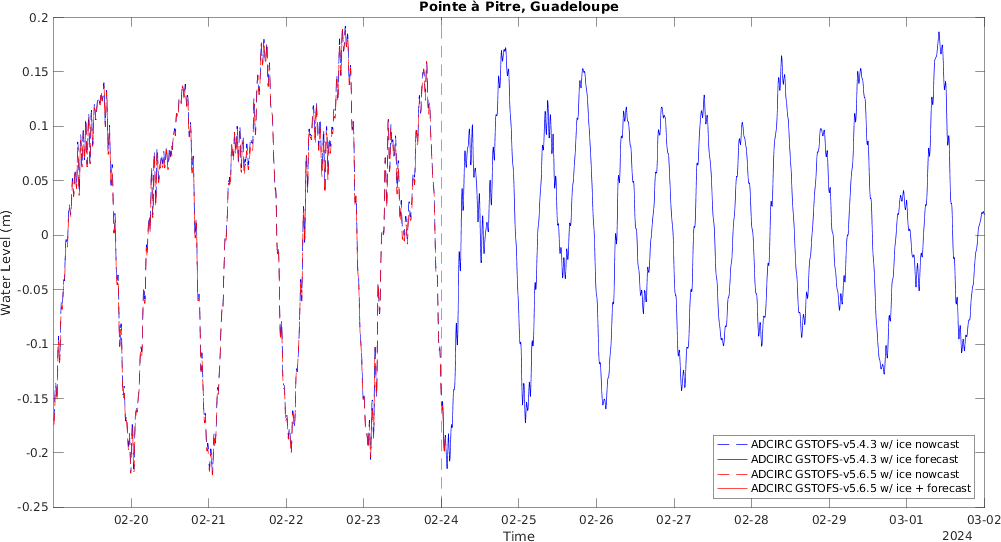 Pointe à Pitre, Guadeloupe
0.2
0.15
0.1
0.05
0
-0.05
-0.1
-0.15
-0.2
-0.25
Water Level (m)
ADCIRC GSTOFS-v5.4.3 w/ ice nowcast
ADCIRC GSTOFS-v5.4.3 w/ ice forecast
ADCIRC GSTOFS-v5.6.5 w/ ice nowcast
ADCIRC GSTOFS-v5.6.5 w/ ice + forecast
02-20 02-21 02-22 02-23 02-24 02-25 02-26 02-27 02-28 02-29 03-01 03-02
Time
2024